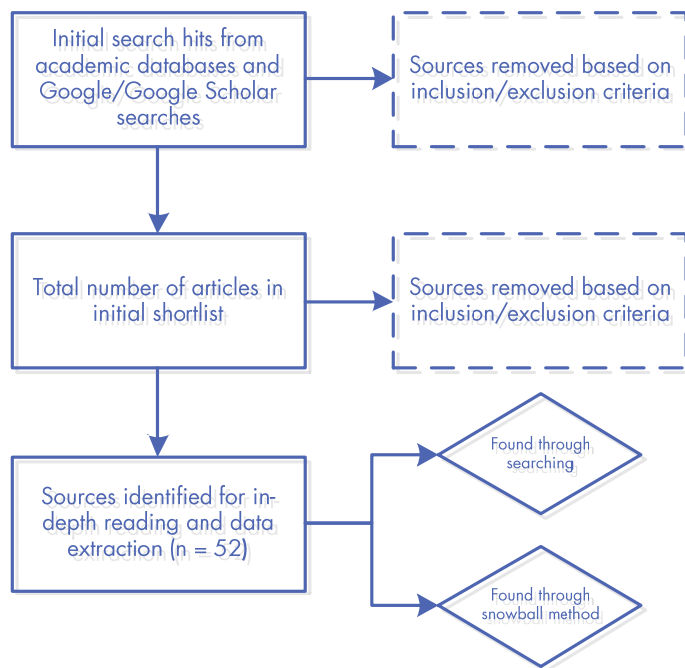 Initial search hits from
academic databases and
Google/Google Scholar
searches
Sources removed based on
inclusion/exclusion criteria
Total number of articles in
initial shortlist
Sources removed based on
inclusion/exclusion criteria
Sources identified for in-
depth reading and data
extraction (n = 52)
Found through
searching
Found through
snowball method